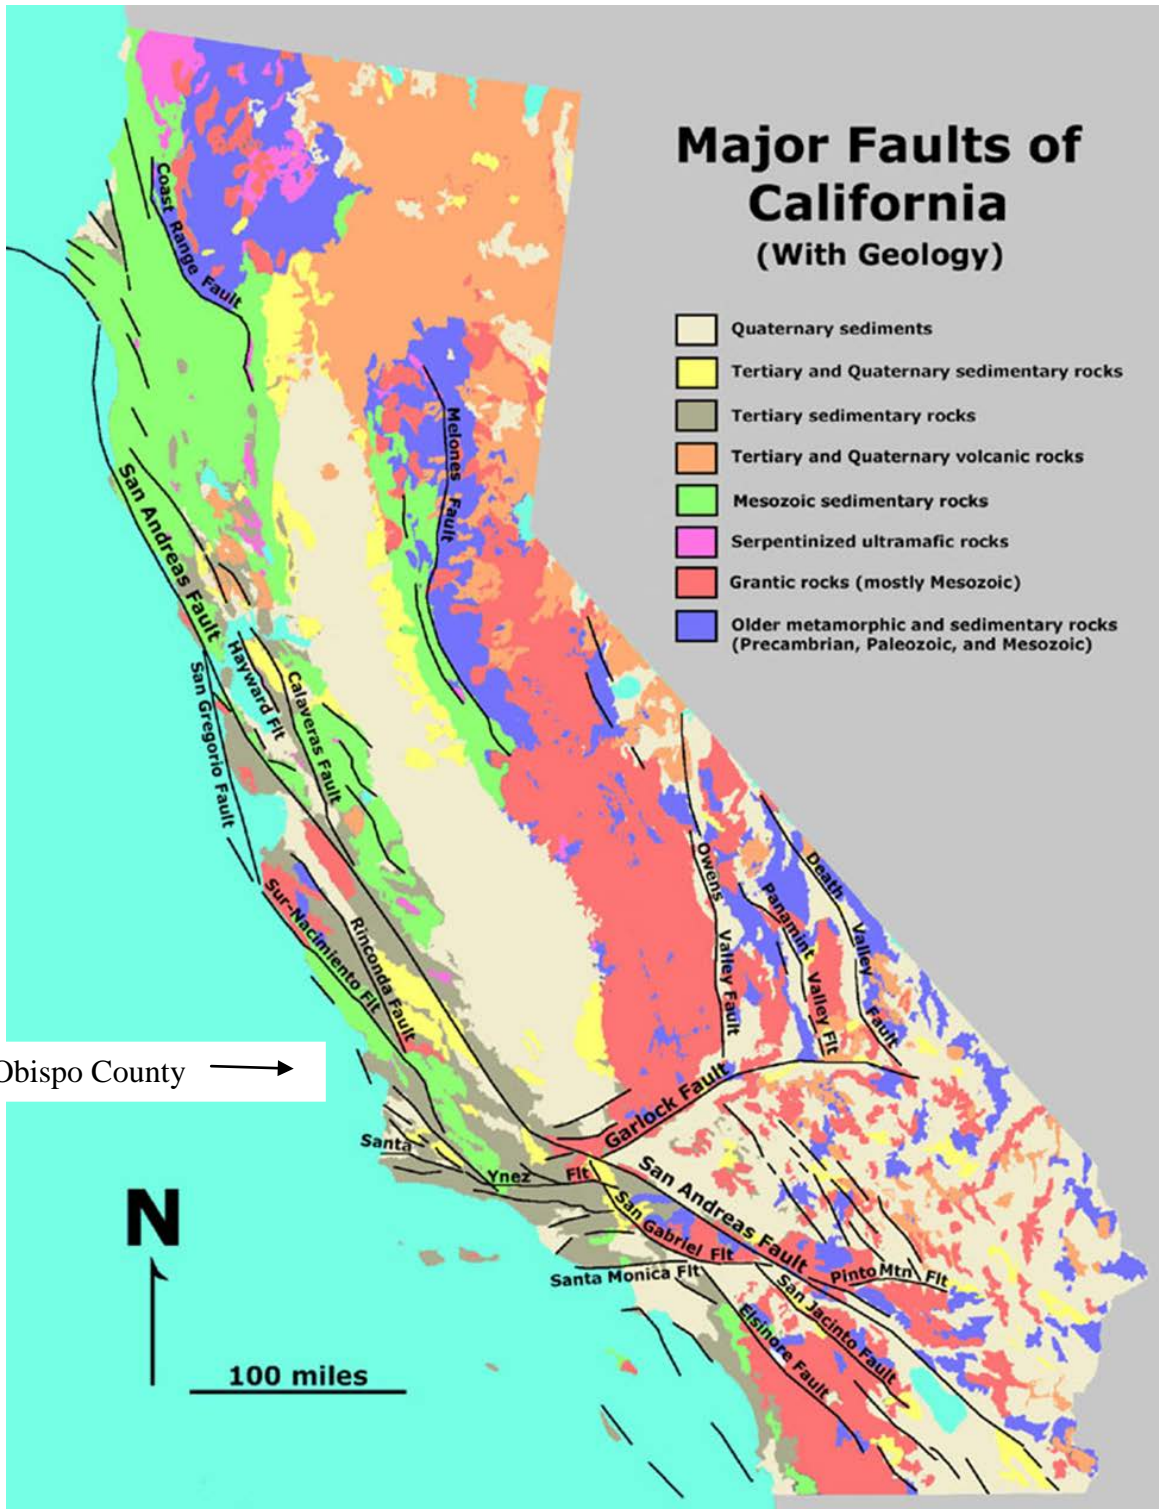 Major Faults of
California
(With Geology)
Quaternary sediments
Tertiary and Quaternary sedimentary rocks
Tertiary sedimentary rocks
Tertiary and Quaternary volcanic rocks
Mesozoic sedimentary rocks
Serpentinized ultramafic rocks
Grantic rocks (mostly Mesozoic)
Older metamorphic and sedimentary rocks
(Precambrian, Paleozoic, and Mesozoic)
Coast Range Fault
Melones Fault
San Andreas Fault
Hayward Flt
San Gregorio Fault
Calaveras Fault
Owens Valley Fault
Panamint Valley Flt
Death Valley Fault
Sur-Nacimiento Flt
Rinconda Fault
Obispo County
Garlock Fault
Santa Ynez Flt
San Andreas Fault
San Gabriel Flt
Santa Monica Flt
Pinto Mtn Flt
San Jacinto Fault
Elsinore Fault
N
100 miles